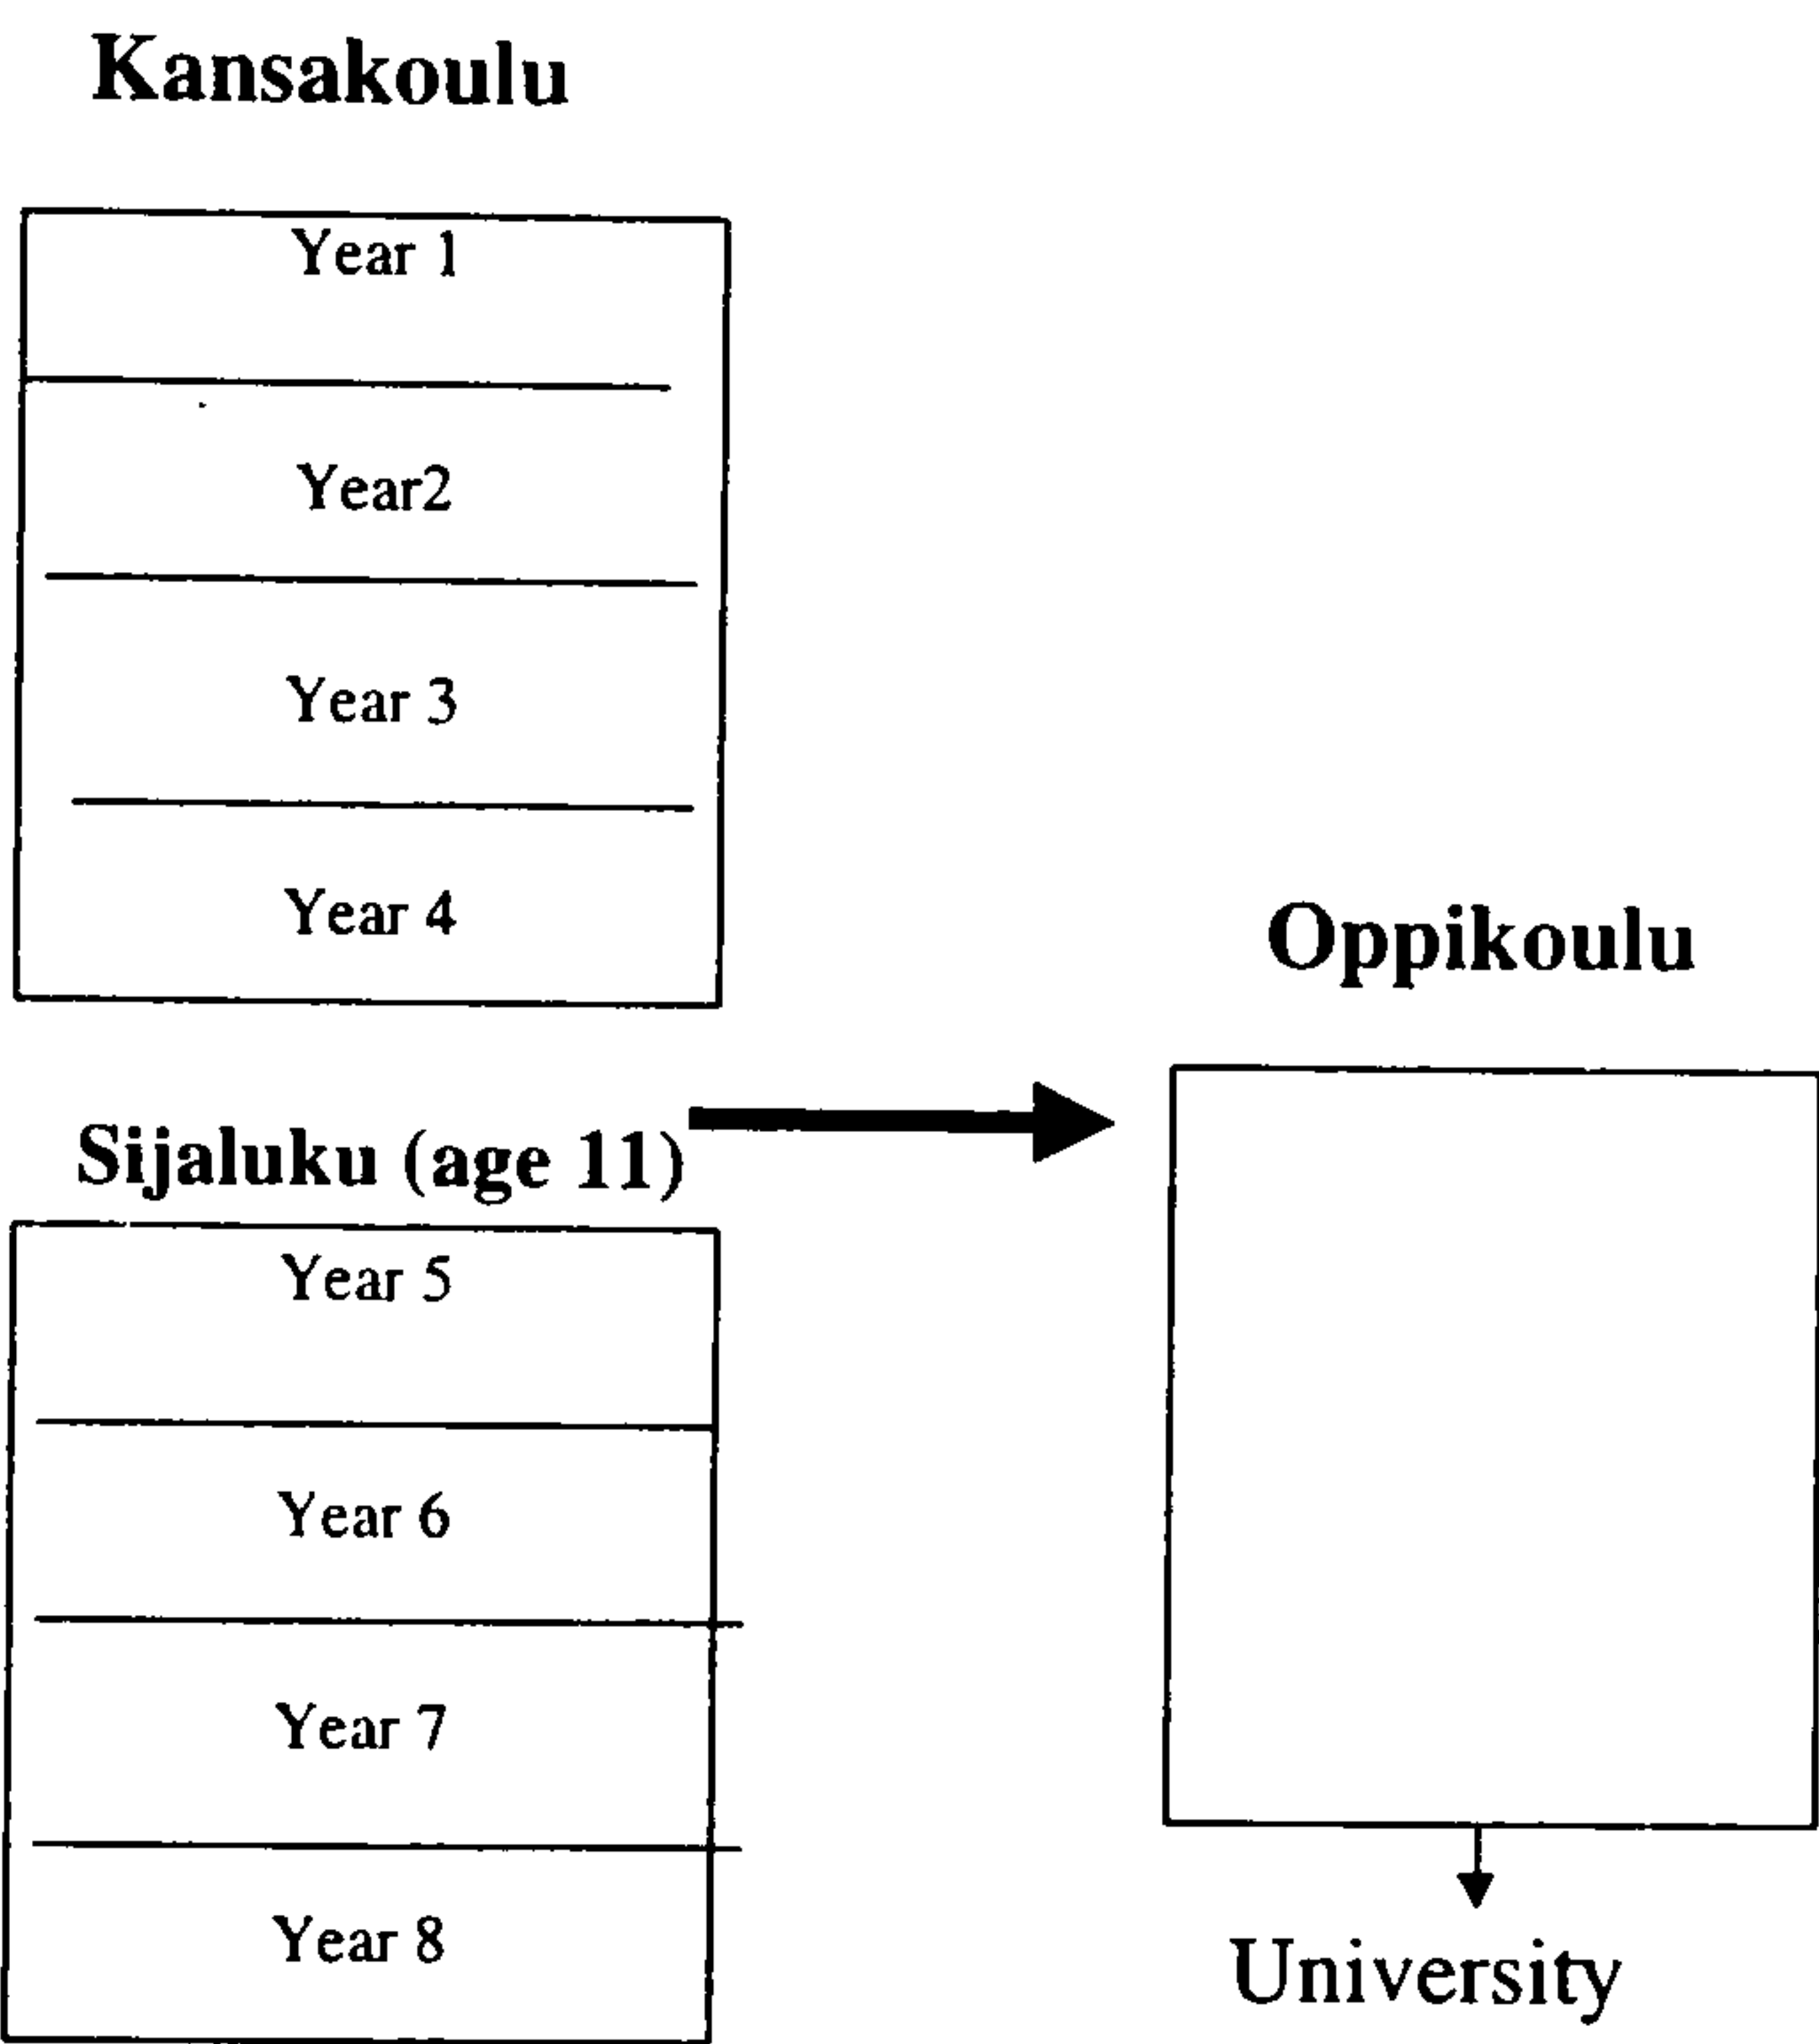 Kansakoulu
Year 1
Year2
Year 3
Year 4
Oppikoulu
Sijaluku (age 11)
Year 5
Year 6
Year 7
Year 8
University